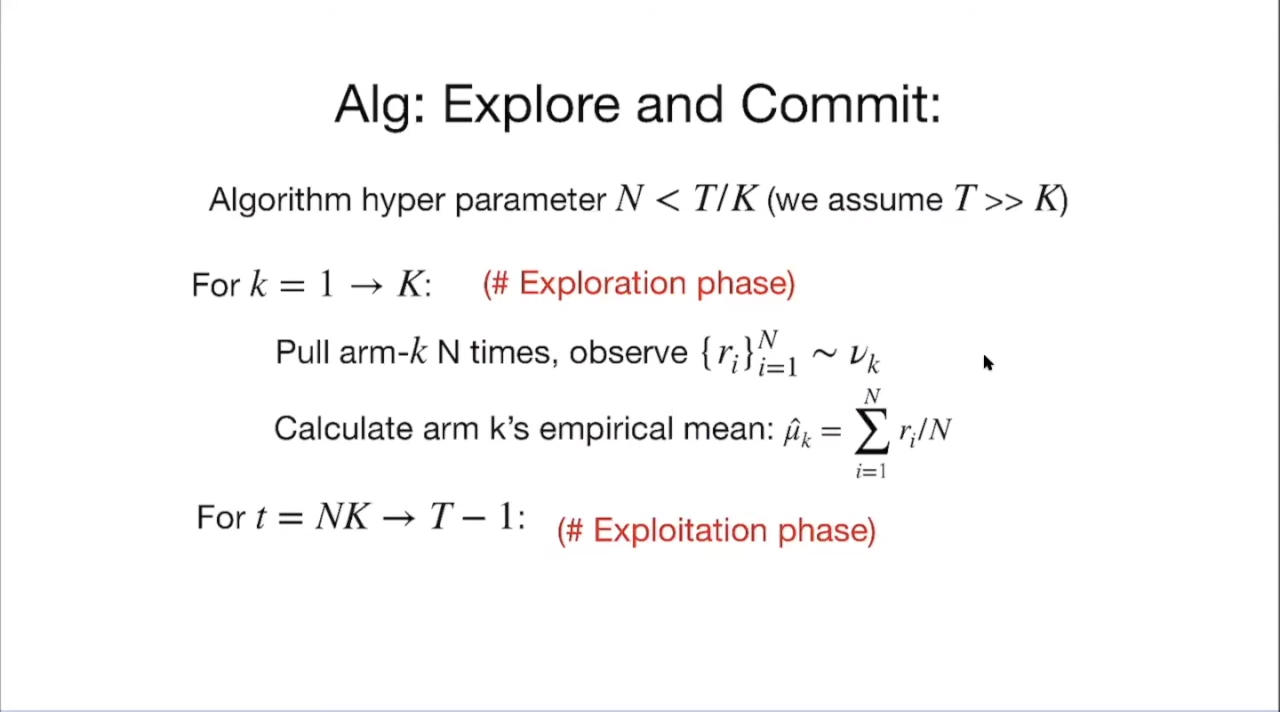 Alg: Explore and Commit:
Algorithm hyper parameter N < T/K (we assume T >> K)
For k = 1 → K: (# Exploration phase)
Pull arm-k N times, observe {r_i}_{i=1}^N ∼ ν_k
Calculate arm k's empirical mean: μ̂_k = ∑_{i=1}^N r_i/N
For t = NK → T − 1: (# Exploitation phase)